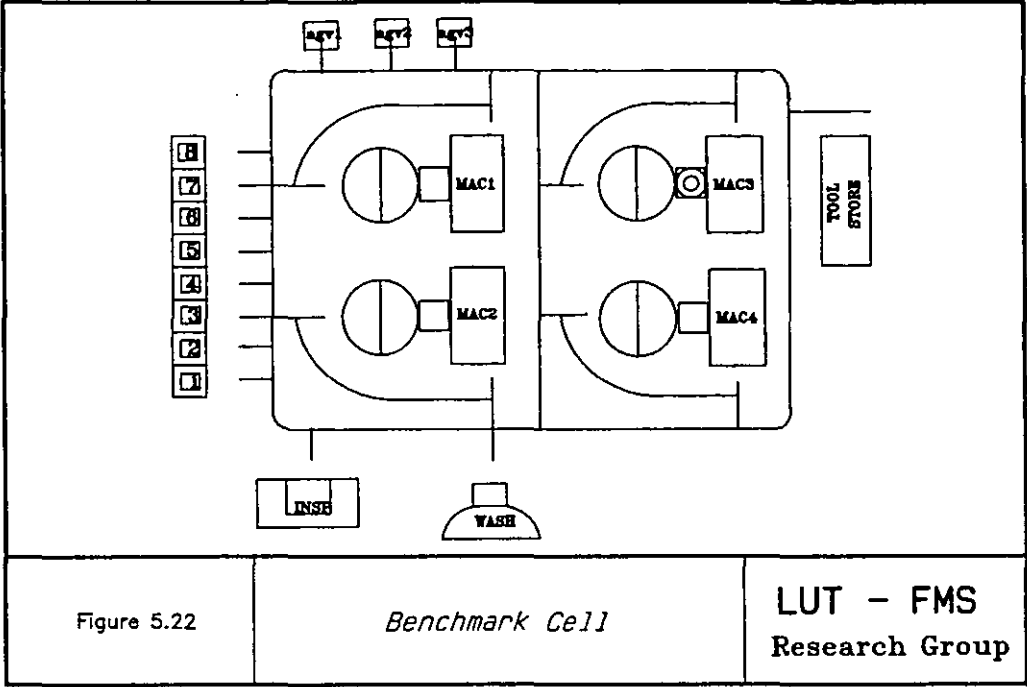 agv1 agv2 agv3
8
7
6
5
4
3
2
1
MAC1
MAC3
MAC2
MAC4
TOOL
STORE
INSP
WASH
Figure 5.22
Benchmark Cell
LUT - FMS
Research Group